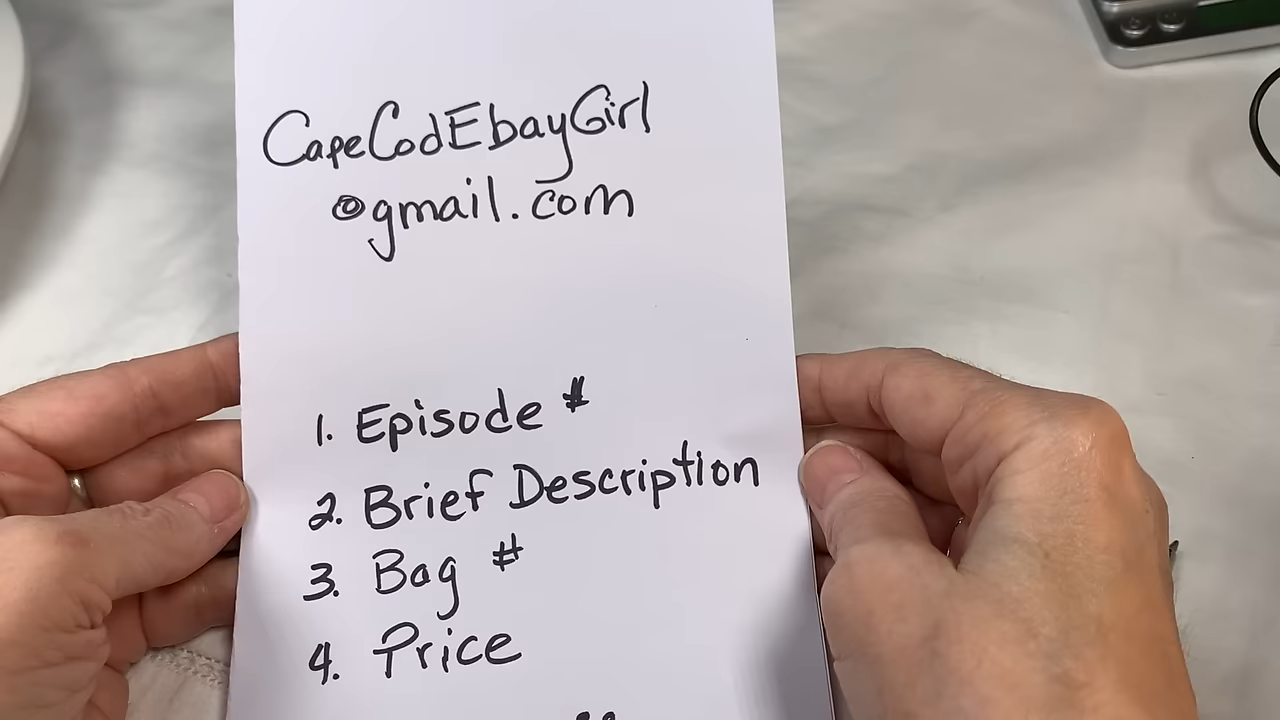 CapeCodEbayGirl
@gmail.com
1. Episode #
2. Brief Description
3. Bag #
4. Price